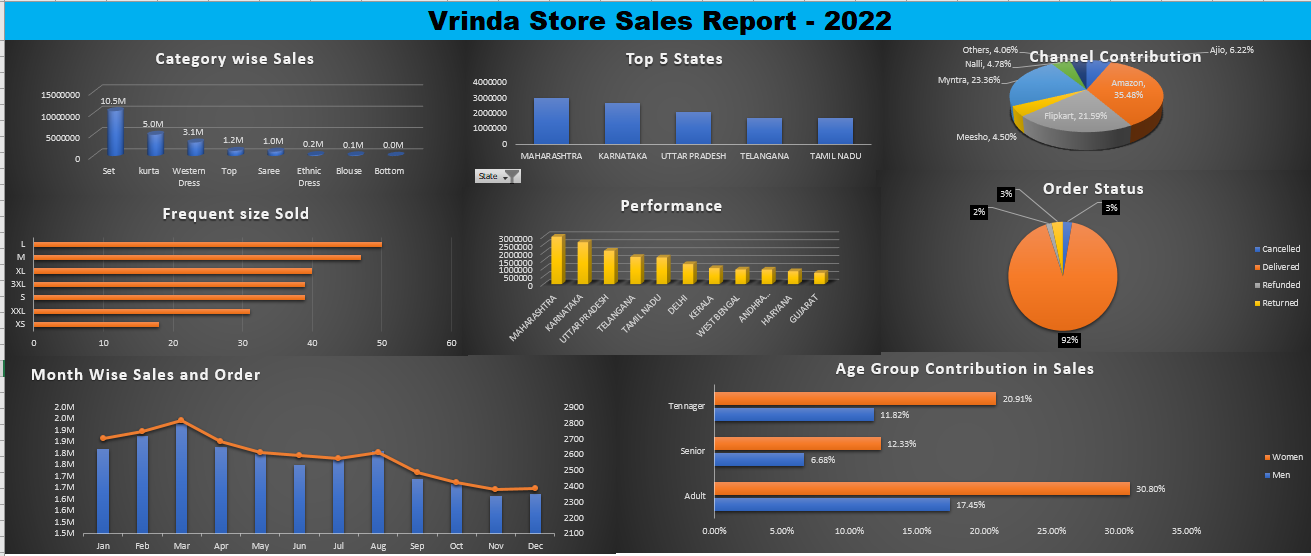 Vrinda Store Sales Report - 2022
Category wise Sales
15000000
10000000
5000000
0
10.5M
5.0M
3.1M
1.2M
1.0M
0.2M
0.1M
0.0M
Set
kurta
Western
Dress
Top
Saree
Ethnic
Dress
Blouse
Bottom
Top 5 States
4000000
3000000
2000000
1000000
0
MAHARASHTRA
KARNATAKA
UTTAR PRADESH
TELANGANA
TAMIL NADU
State
Channel Contribution
Others, 4.06%
Ajio, 6.22%
Nalli, 4.78%
Myntra, 23.36%
Amazon,
35.48%
Flipkart, 21.59%
Meesho, 4.50%
Frequent size Sold
L
M
XL
3XL
S
XXL
XS
0
10
20
30
40
50
60
Performance
3000000
2500000
2000000
1500000
1000000
500000
0
MAHARASHTRA
KARNATAKA
UTTAR PRADESH
TELANGANA
TAMIL NADU
DELHI
KERALA
WEST BENGAL
ANDHRA...
HARYANA
GUJARAT
Order Status
3%
2%
3%
92%
Cancelled
Delivered
Refunded
Returned
Month Wise Sales and Order
2.0M
2.0M
1.9M
1.9M
1.8M
1.8M
1.7M
1.7M
1.6M
1.6M
1.5M
1.5M
2900
2800
2700
2600
2500
2400
2300
2200
2100
Jan
Feb
Mar
Apr
May
Jun
Jul
Aug
Sep
Oct
Nov
Dec
Age Group Contribution in Sales
Tennager
20.91%
11.82%
Senior
12.33%
6.68%
Adult
30.80%
17.45%
0.00%
5.00%
10.00%
15.00%
20.00%
25.00%
30.00%
35.00%
Women
Men